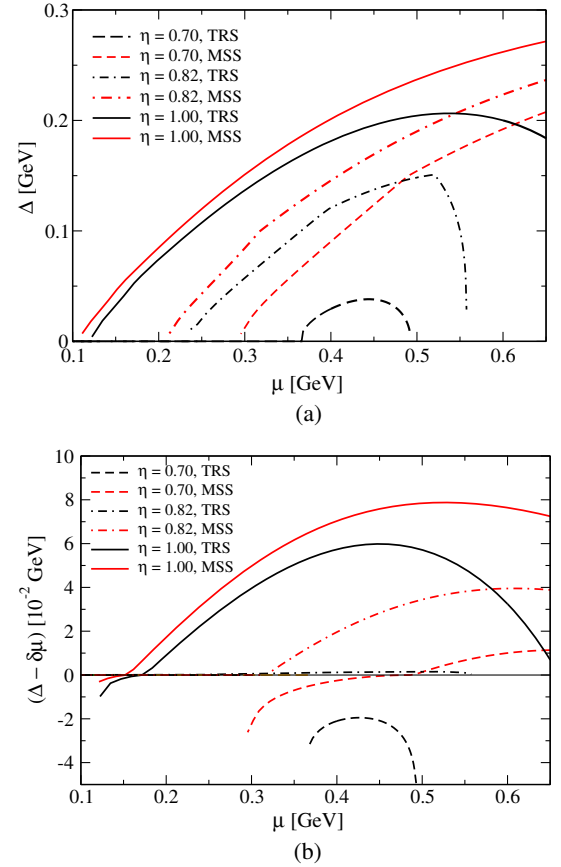 0.3
0.2
0.1
0
Δ [GeV]
η = 0.70, TRS
η = 0.70, MSS
η = 0.82, TRS
η = 0.82, MSS
η = 1.00, TRS
η = 1.00, MSS
0.1 0.2 0.3 0.4 0.5 0.6
μ [GeV]
(a)
10
8
6
4
2
0
-2
-4
(Δ − δμ) [10⁻² GeV]
η = 0.70, TRS
η = 0.70, MSS
η = 0.82, TRS
η = 0.82, MSS
η = 1.00, TRS
η = 1.00, MSS
0.1 0.2 0.3 0.4 0.5 0.6
μ [GeV]
(b)